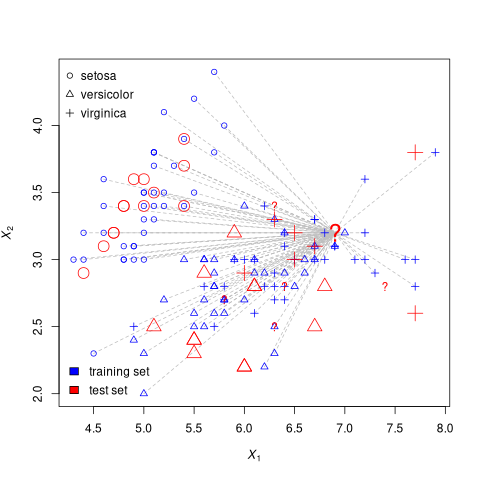 setosa
versicolor
virginica
4.0
3.5
3.0
2.5
2.0
X2
?
?
?
?
?
?
training set
test set
4.5 5.0 5.5 6.0 6.5 7.0 7.5 8.0
X1